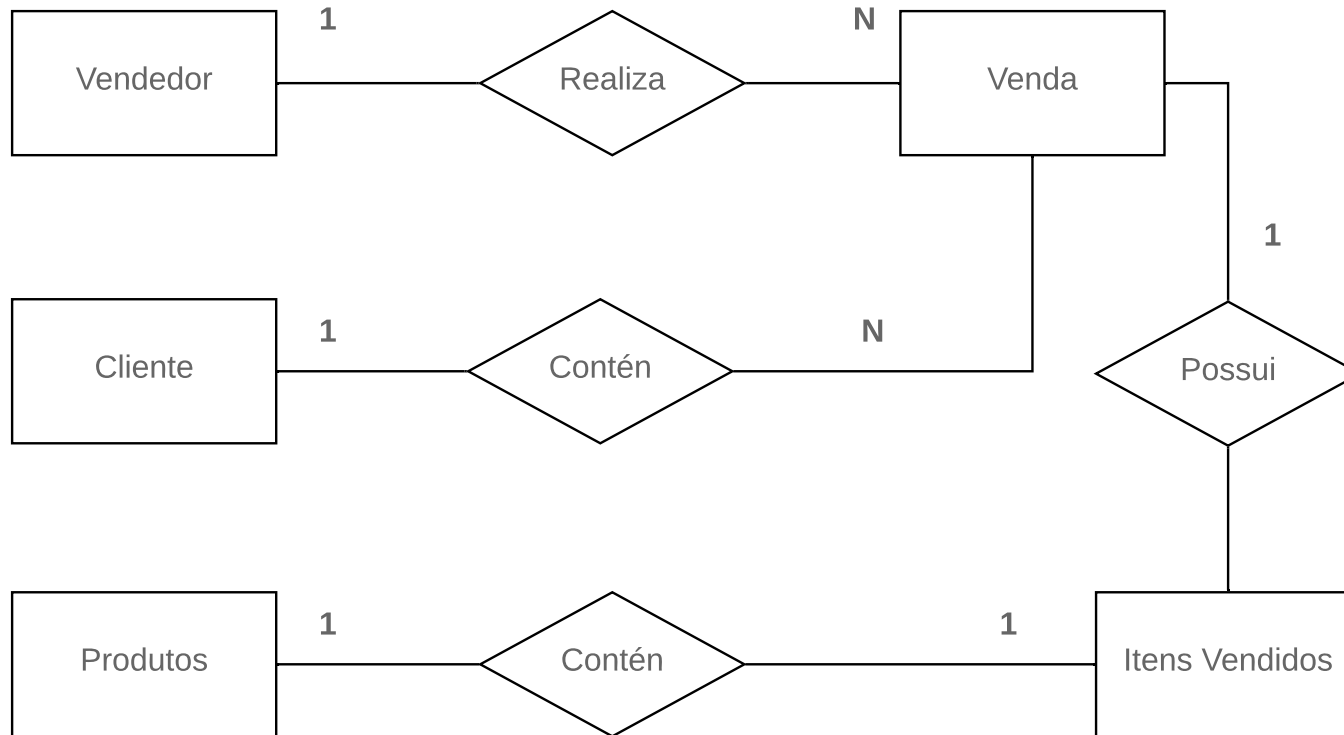 1
N
Vendedor
Realiza
Venda
1
1
N
Cliente
Contén
Possui
1
1
Produtos
Contén
Itens Vendidos